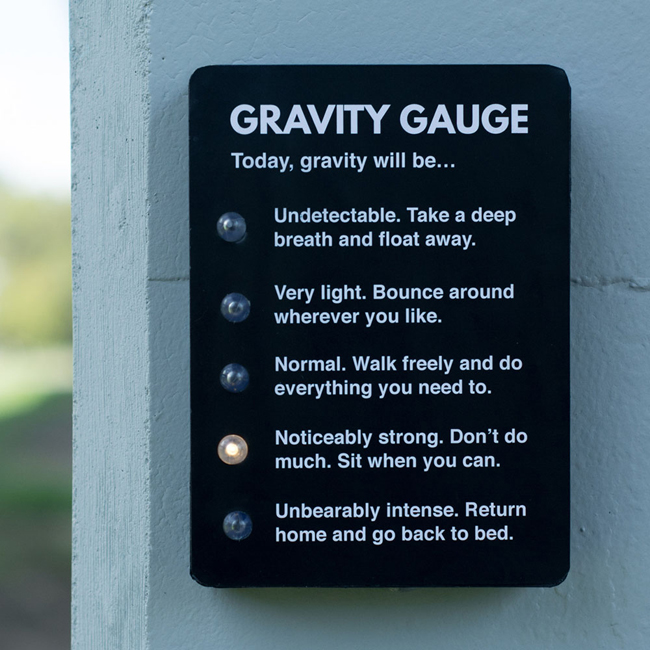 GRAVITY GAUGE
Today, gravity will be...
Undetectable. Take a deep
breath and float away.
Very light. Bounce around
wherever you like.
Normal. Walk freely and do
everything you need to.
Noticeably strong. Don’t do
much. Sit when you can.
Unbearably intense. Return
home and go back to bed.